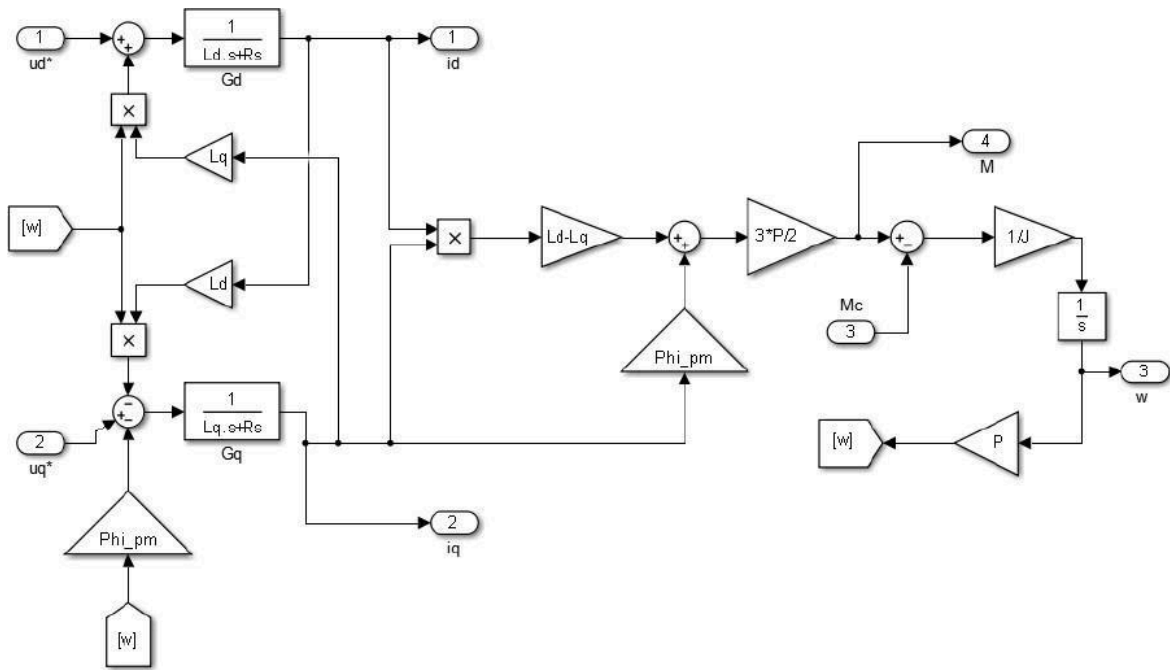 1
ud*
+
+
1
Ld.s+Rs
Gd
1
id
×
Lq
[w]
×
Ld-Lq
+
+
3*P/2
4
M
+
−
1/J
Ld
×
Mc
3
1
s
Phi_pm
3
w
−
+
−
1
Lq.s+Rs
Gq
2
uq*
[w]
P
Phi_pm
2
iq
[w]